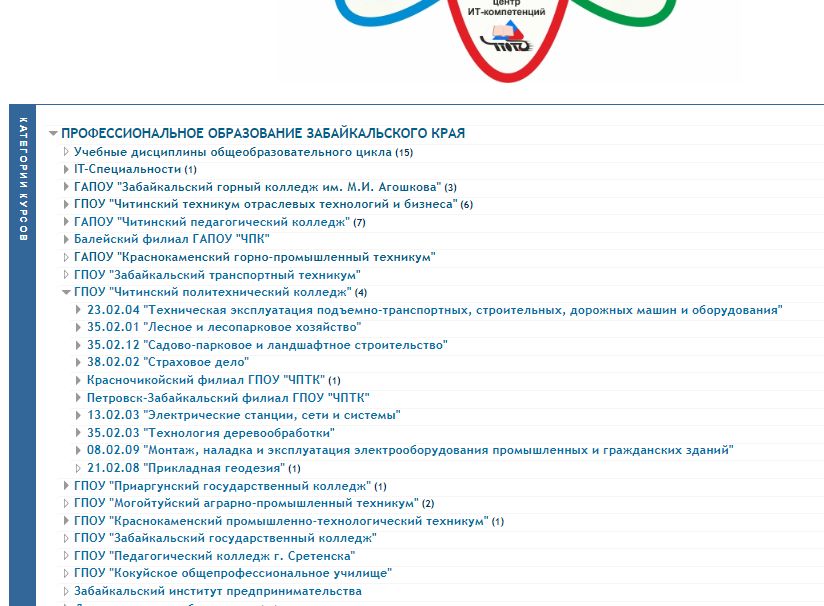 центр
ИТ-компетенций
КАТЕГОРИИ КУРСОВ
ПРОФЕССИОНАЛЬНОЕ ОБРАЗОВАНИЕ ЗАБАЙКАЛЬСКОГО КРАЯ
Учебные дисциплины общеобразовательного цикла (15)
IT-Специальности (1)
ГАПОУ "Забайкальский горный колледж им. М.И. Агошкова" (3)
ГПОУ "Читинский техникум отраслевых технологий и бизнеса" (6)
ГАПОУ "Читинский педагогический колледж" (7)
Балейский филиал ГАПОУ "ЧПК"
ГАПОУ "Краснокаменский горно-промышленный техникум"
ГПОУ "Забайкальский транспортный техникум"
ГПОУ "Читинский политехнический колледж" (4)
23.02.04 "Техническая эксплуатация подъемно-транспортных, строительных, дорожных машин и оборудования"
35.02.01 "Лесное и лесопарковое хозяйство"
35.02.12 "Садово-парковое и ландшафтное строительство"
38.02.02 "Страховое дело"
Красночикойский филиал ГПОУ "ЧПТК" (1)
Петровск-Забайкальский филиал ГПОУ "ЧПТК"
13.02.03 "Электрические станции, сети и системы"
35.02.03 "Технология деревообработки"
08.02.09 "Монтаж, наладка и эксплуатация электрооборудования промышленных и гражданских зданий"
21.02.08 "Прикладная геодезия" (1)
ГПОУ "Приаргунский государственный колледж" (1)
ГПОУ "Могойтуйский аграрно-промышленный техникум" (2)
ГПОУ "Краснокаменский промышленно-технологический техникум" (1)
ГПОУ "Забайкальский государственный колледж"
ГПОУ "Педагогический колледж г. Сретенска"
ГПОУ "Кокуйское общепрофессиональное училище"
Забайкальский институт предпринимательства